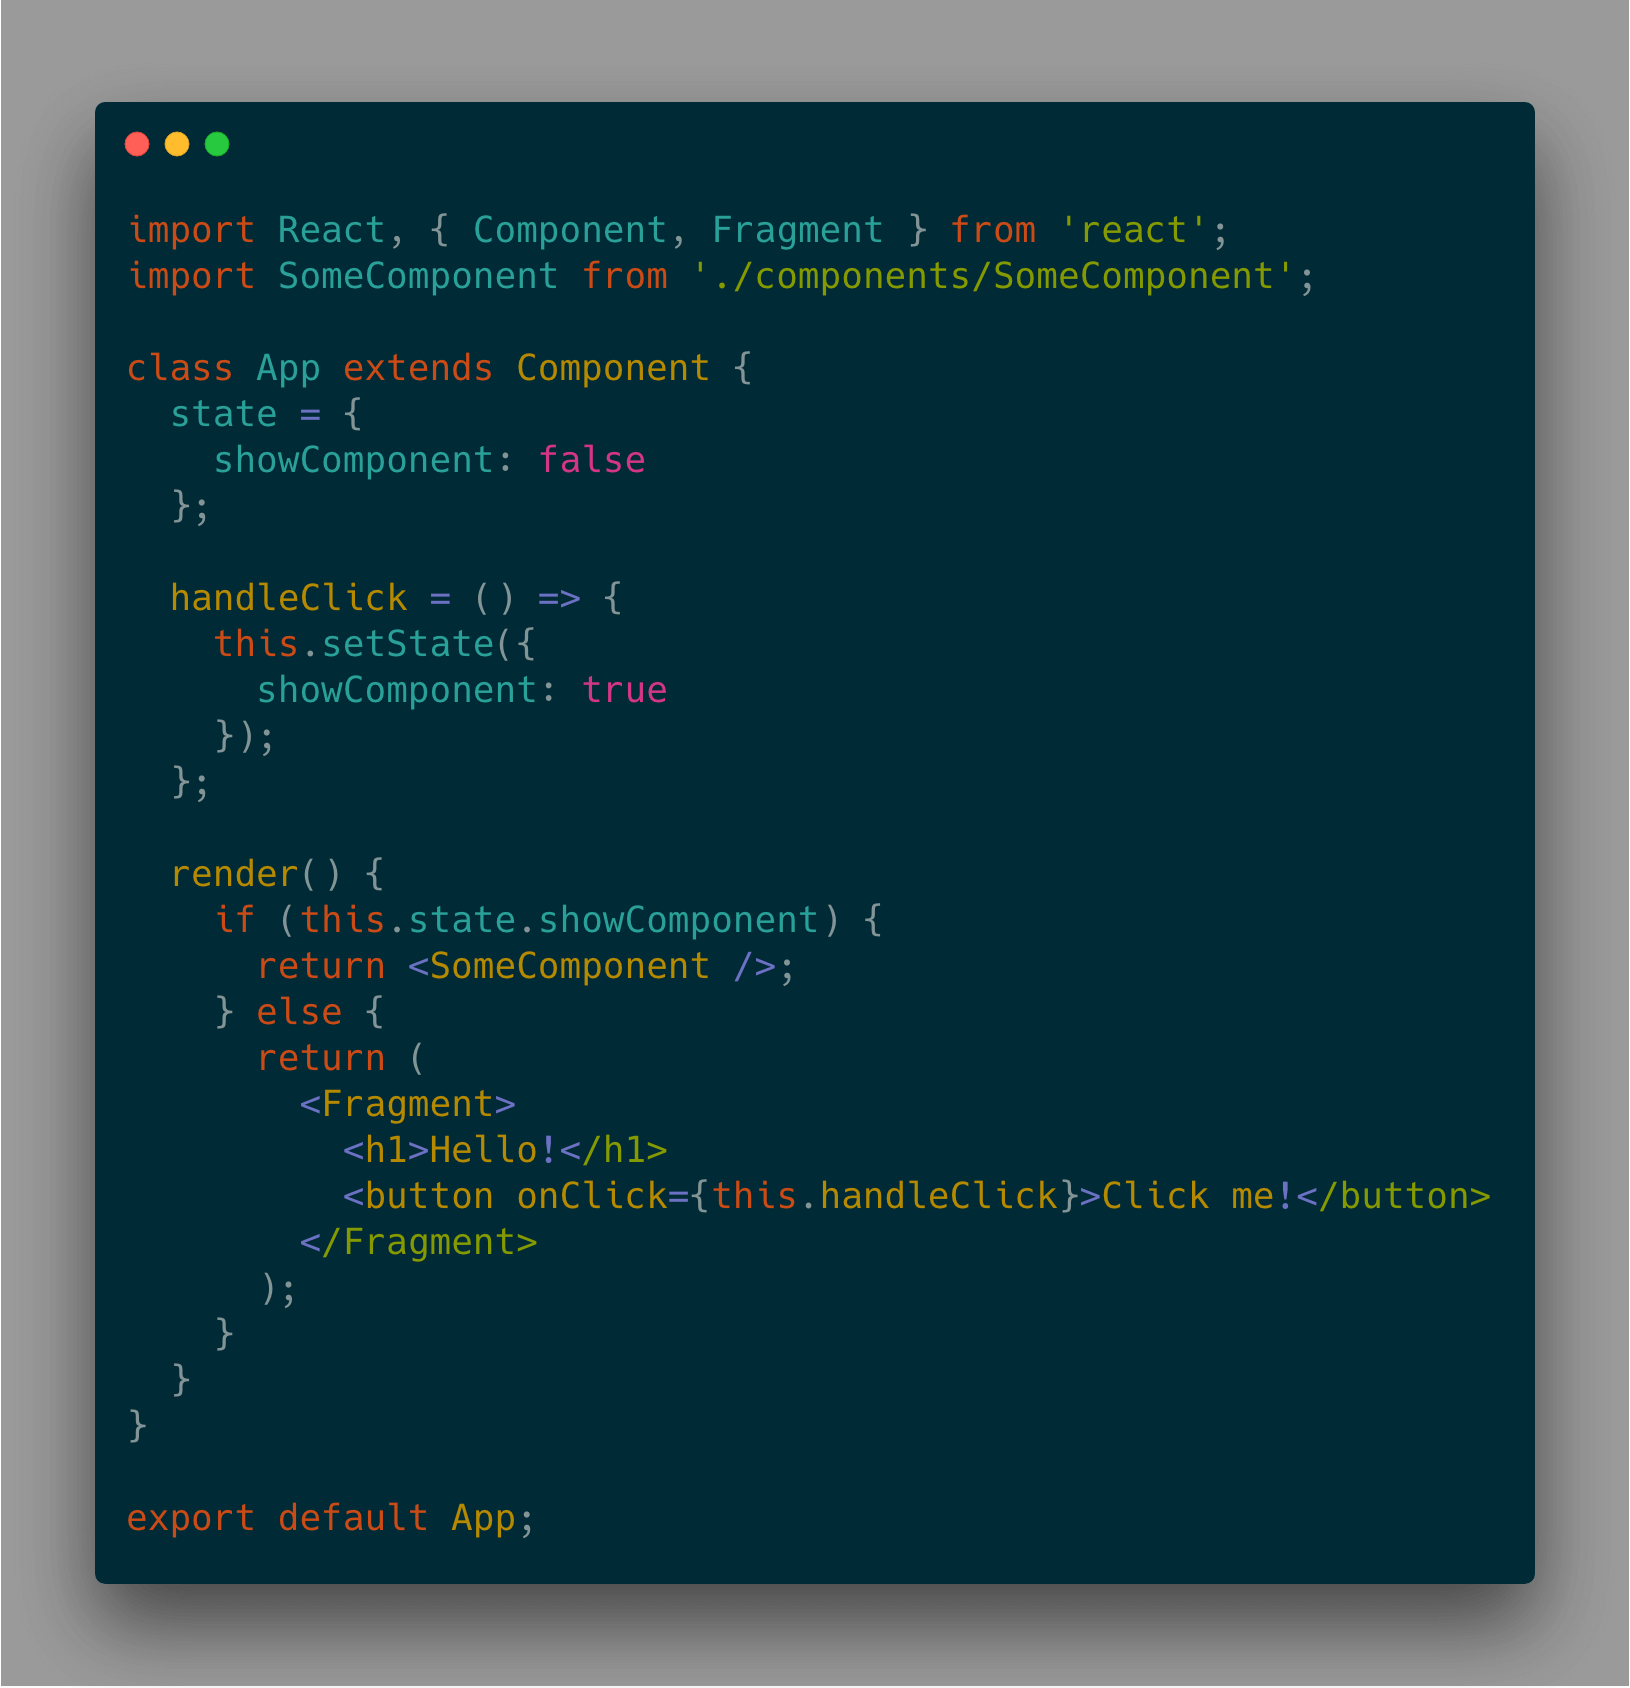 import React, { Component, Fragment } from 'react';
import SomeComponent from './components/SomeComponent';

class App extends Component {
  state = {
    showComponent: false
  };

  handleClick = () => {
    this.setState({
      showComponent: true
    });
  };

  render() {
    if (this.state.showComponent) {
      return <SomeComponent />;
    } else {
      return (
        <Fragment>
          <h1>Hello!</h1>
          <button onClick={this.handleClick}>Click me!</button>
        </Fragment>
      );
    }
  }
}

export default App;